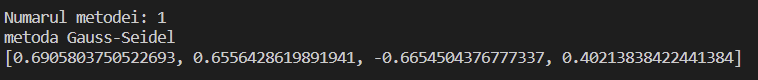 Numarul metodei: 1
metoda Gauss-Seidel
[0.6905803750522693, 0.6556428619891941, -0.6654504376777337, 0.40213838422441384]